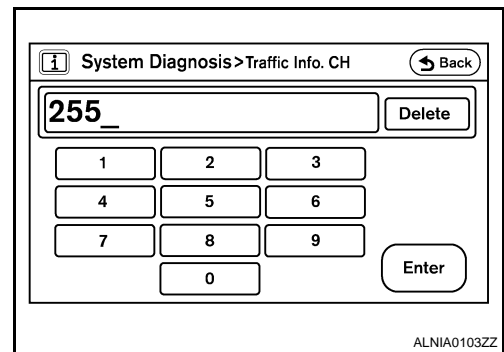 i System Diagnosis>Traffic Info. CH Back
255_ Delete
1 2 3
4 5 6
7 8 9
0 Enter
ALNIA0103ZZ